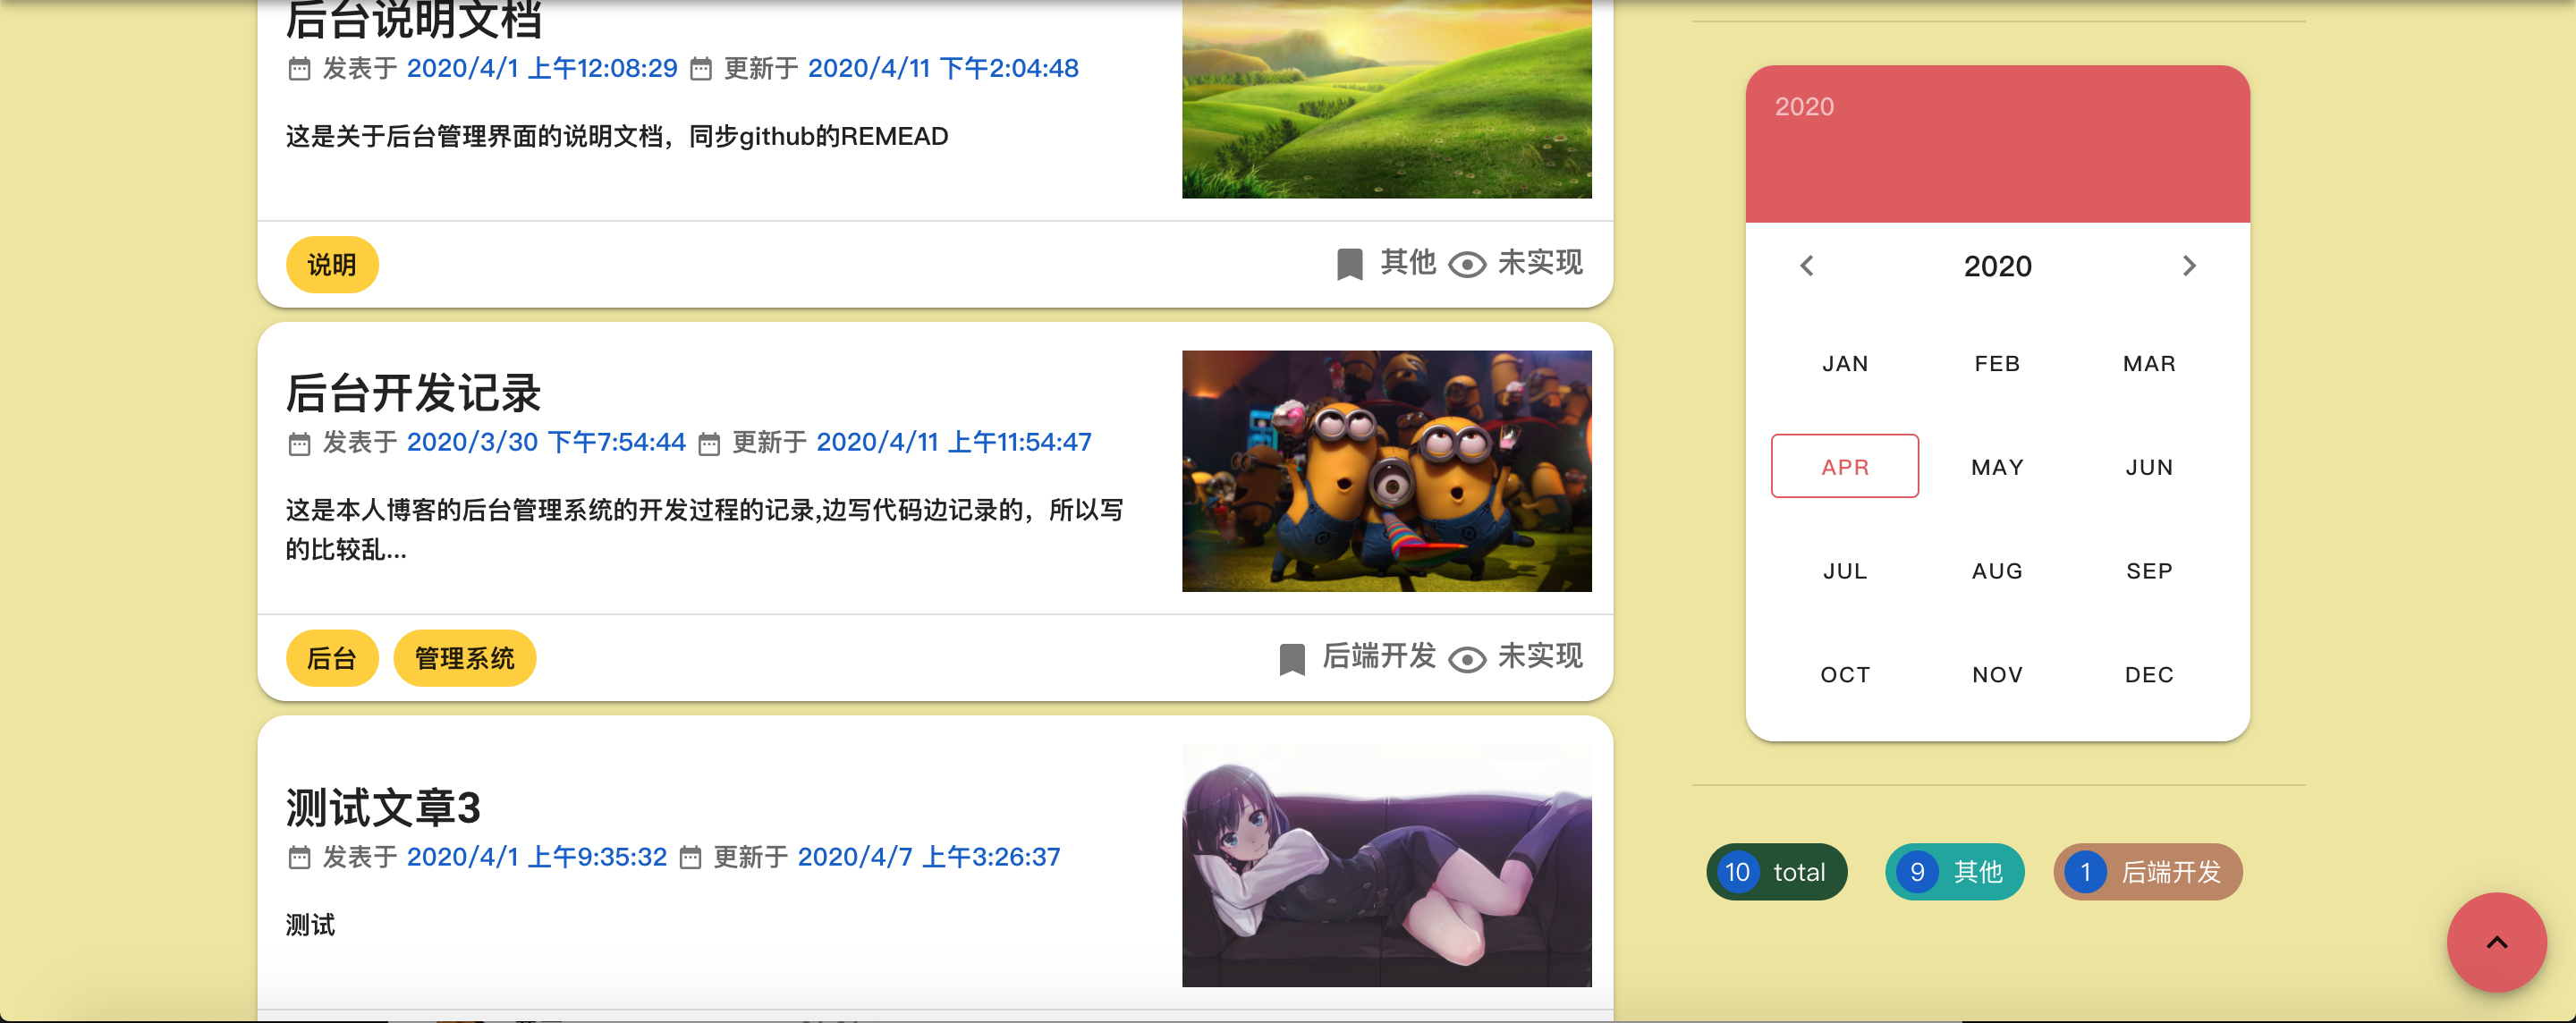 后台说明文档
发表于 2020/4/1 上午12:08:29 更新于 2020/4/11 下午2:04:48
这是关于后台管理界面的说明文档，同步github的REMEAD
说明
其他 未实现
后台开发记录
发表于 2020/3/30 下午7:54:44 更新于 2020/4/11 上午11:54:47
这是本人博客的后台管理系统的开发过程的记录,边写代码边记录的，所以写
的比较乱...
后台 管理系统
后端开发 未实现
测试文章3
发表于 2020/4/1 上午9:35:32 更新于 2020/4/7 上午3:26:37
测试
2020
2020
JAN FEB MAR
APR MAY JUN
JUL AUG SEP
OCT NOV DEC
10 total 9 其他 1 后端开发